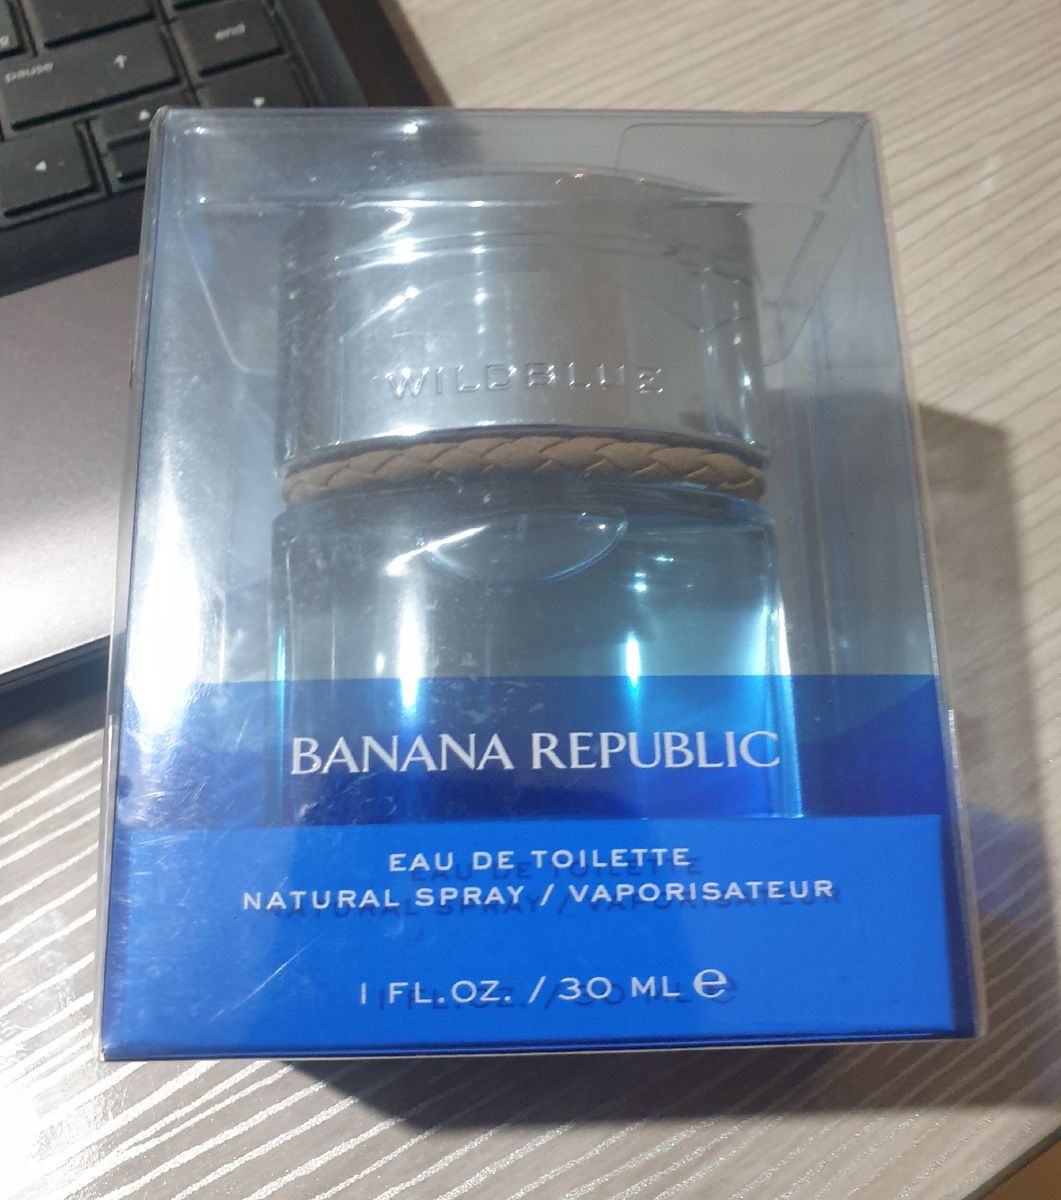 end
pause
WILDBLUE
BANANA REPUBLIC
EAU DE TOILETTE
NATURAL SPRAY / VAPORISATEUR
1 FL.OZ. / 30 ML ℮